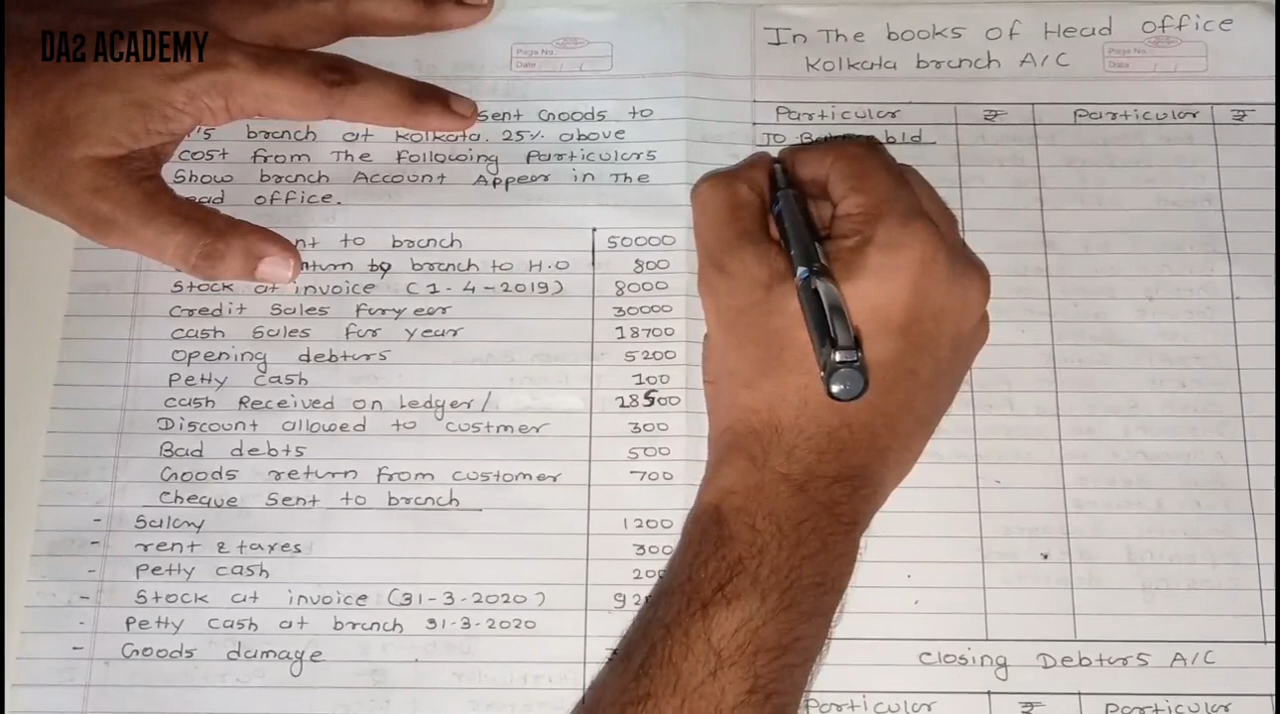 DA2 ACADEMY
Page No.
Date
sent Goods to
branch at Kolkata. 25% above
cost from The Following Particulars
Show branch Account Appear in The
office.
to branch 50000
by branch to H.O 800
Stock at invoice (1-4-2019) 8000
Credit Sales for year 30000
cash Sales for year 18700
Opening debtors 5200
Petty cash 100
cash Received on Ledger/ 28500
Discount allowed to custmer 300
Bad debts 500
Goods return from customer 700
Cheque Sent to branch
- Salary 1200
- rent & taxes 300
- Petty cash
- Stock at invoice (31-3-2020)
- Petty cash at branch 31-3-2020
- Goods damage
In The books of Head office
Kolkata branch A/C
Page No.
Date
Particular ₹ Particular ₹
TO b/d
Closing Debtors A/C
Particular ₹ Particular